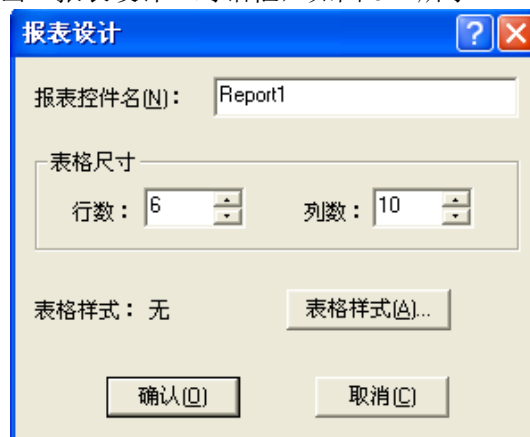 报表设计
报表控件名(N)： Report1
表格尺寸
行数： 6 列数： 10
表格样式： 无 表格样式(A)...
确认(O) 取消(C)